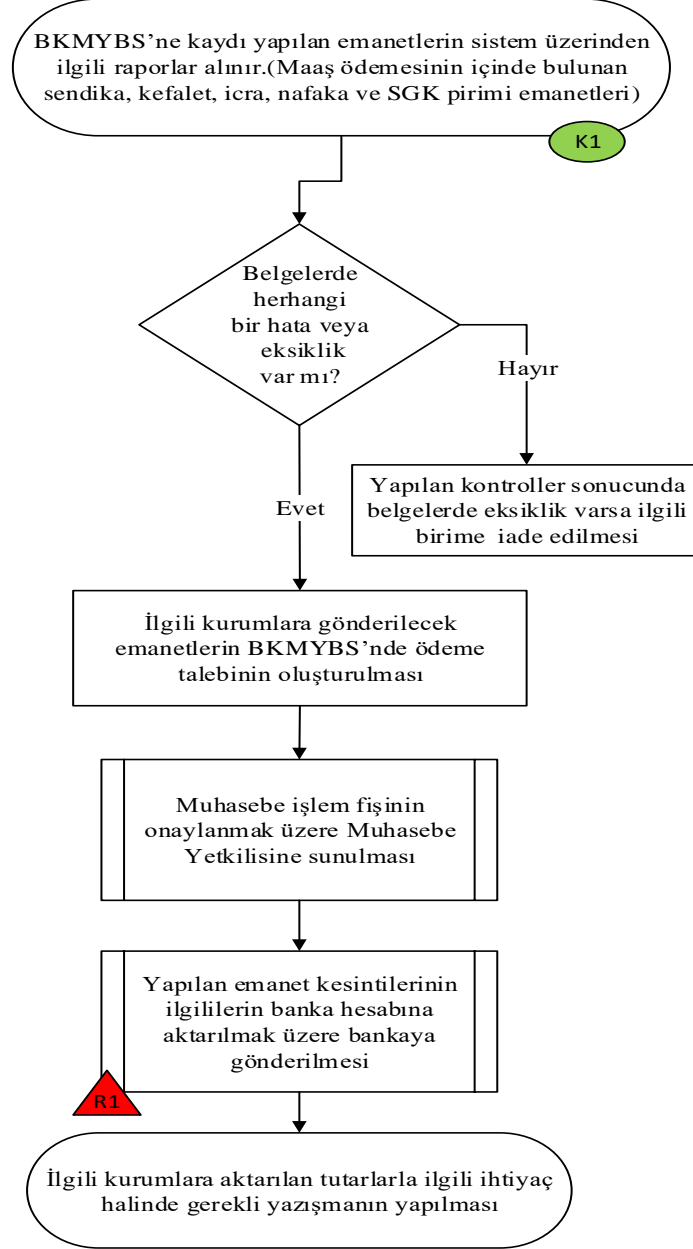 BKMYBS’ne kaydı yapılan emanetlerin sistem üzerinden
ilgili raporlar alınır.(Maaş ödemesinin içinde bulunan
sendika, kefalet, icra, nafaka ve SGK pirimi emanetleri)
K1
Belgelerde
herhangi
bir hata veya
eksiklik
var mı?
Hayır
Yapılan kontroller sonucunda
belgelerde eksiklik varsa ilgili
birime iade edilmesi
Evet
İlgili kurumlara gönderilecek
emanetlerin BKMYBS’nde ödeme
talebinin oluşturulması
Muhasebe işlem fişinin
onaylanmak üzere Muhasebe
Yetkilisine sunulması
Yapılan emanet kesintilerinin
ilgililerin banka hesabına
aktarılmak üzere bankaya
gönderilmesi
R1
İlgili kurumlara aktarılan tutarlarla ilgili ihtiyaç
halinde gerekli yazışmanın yapılması